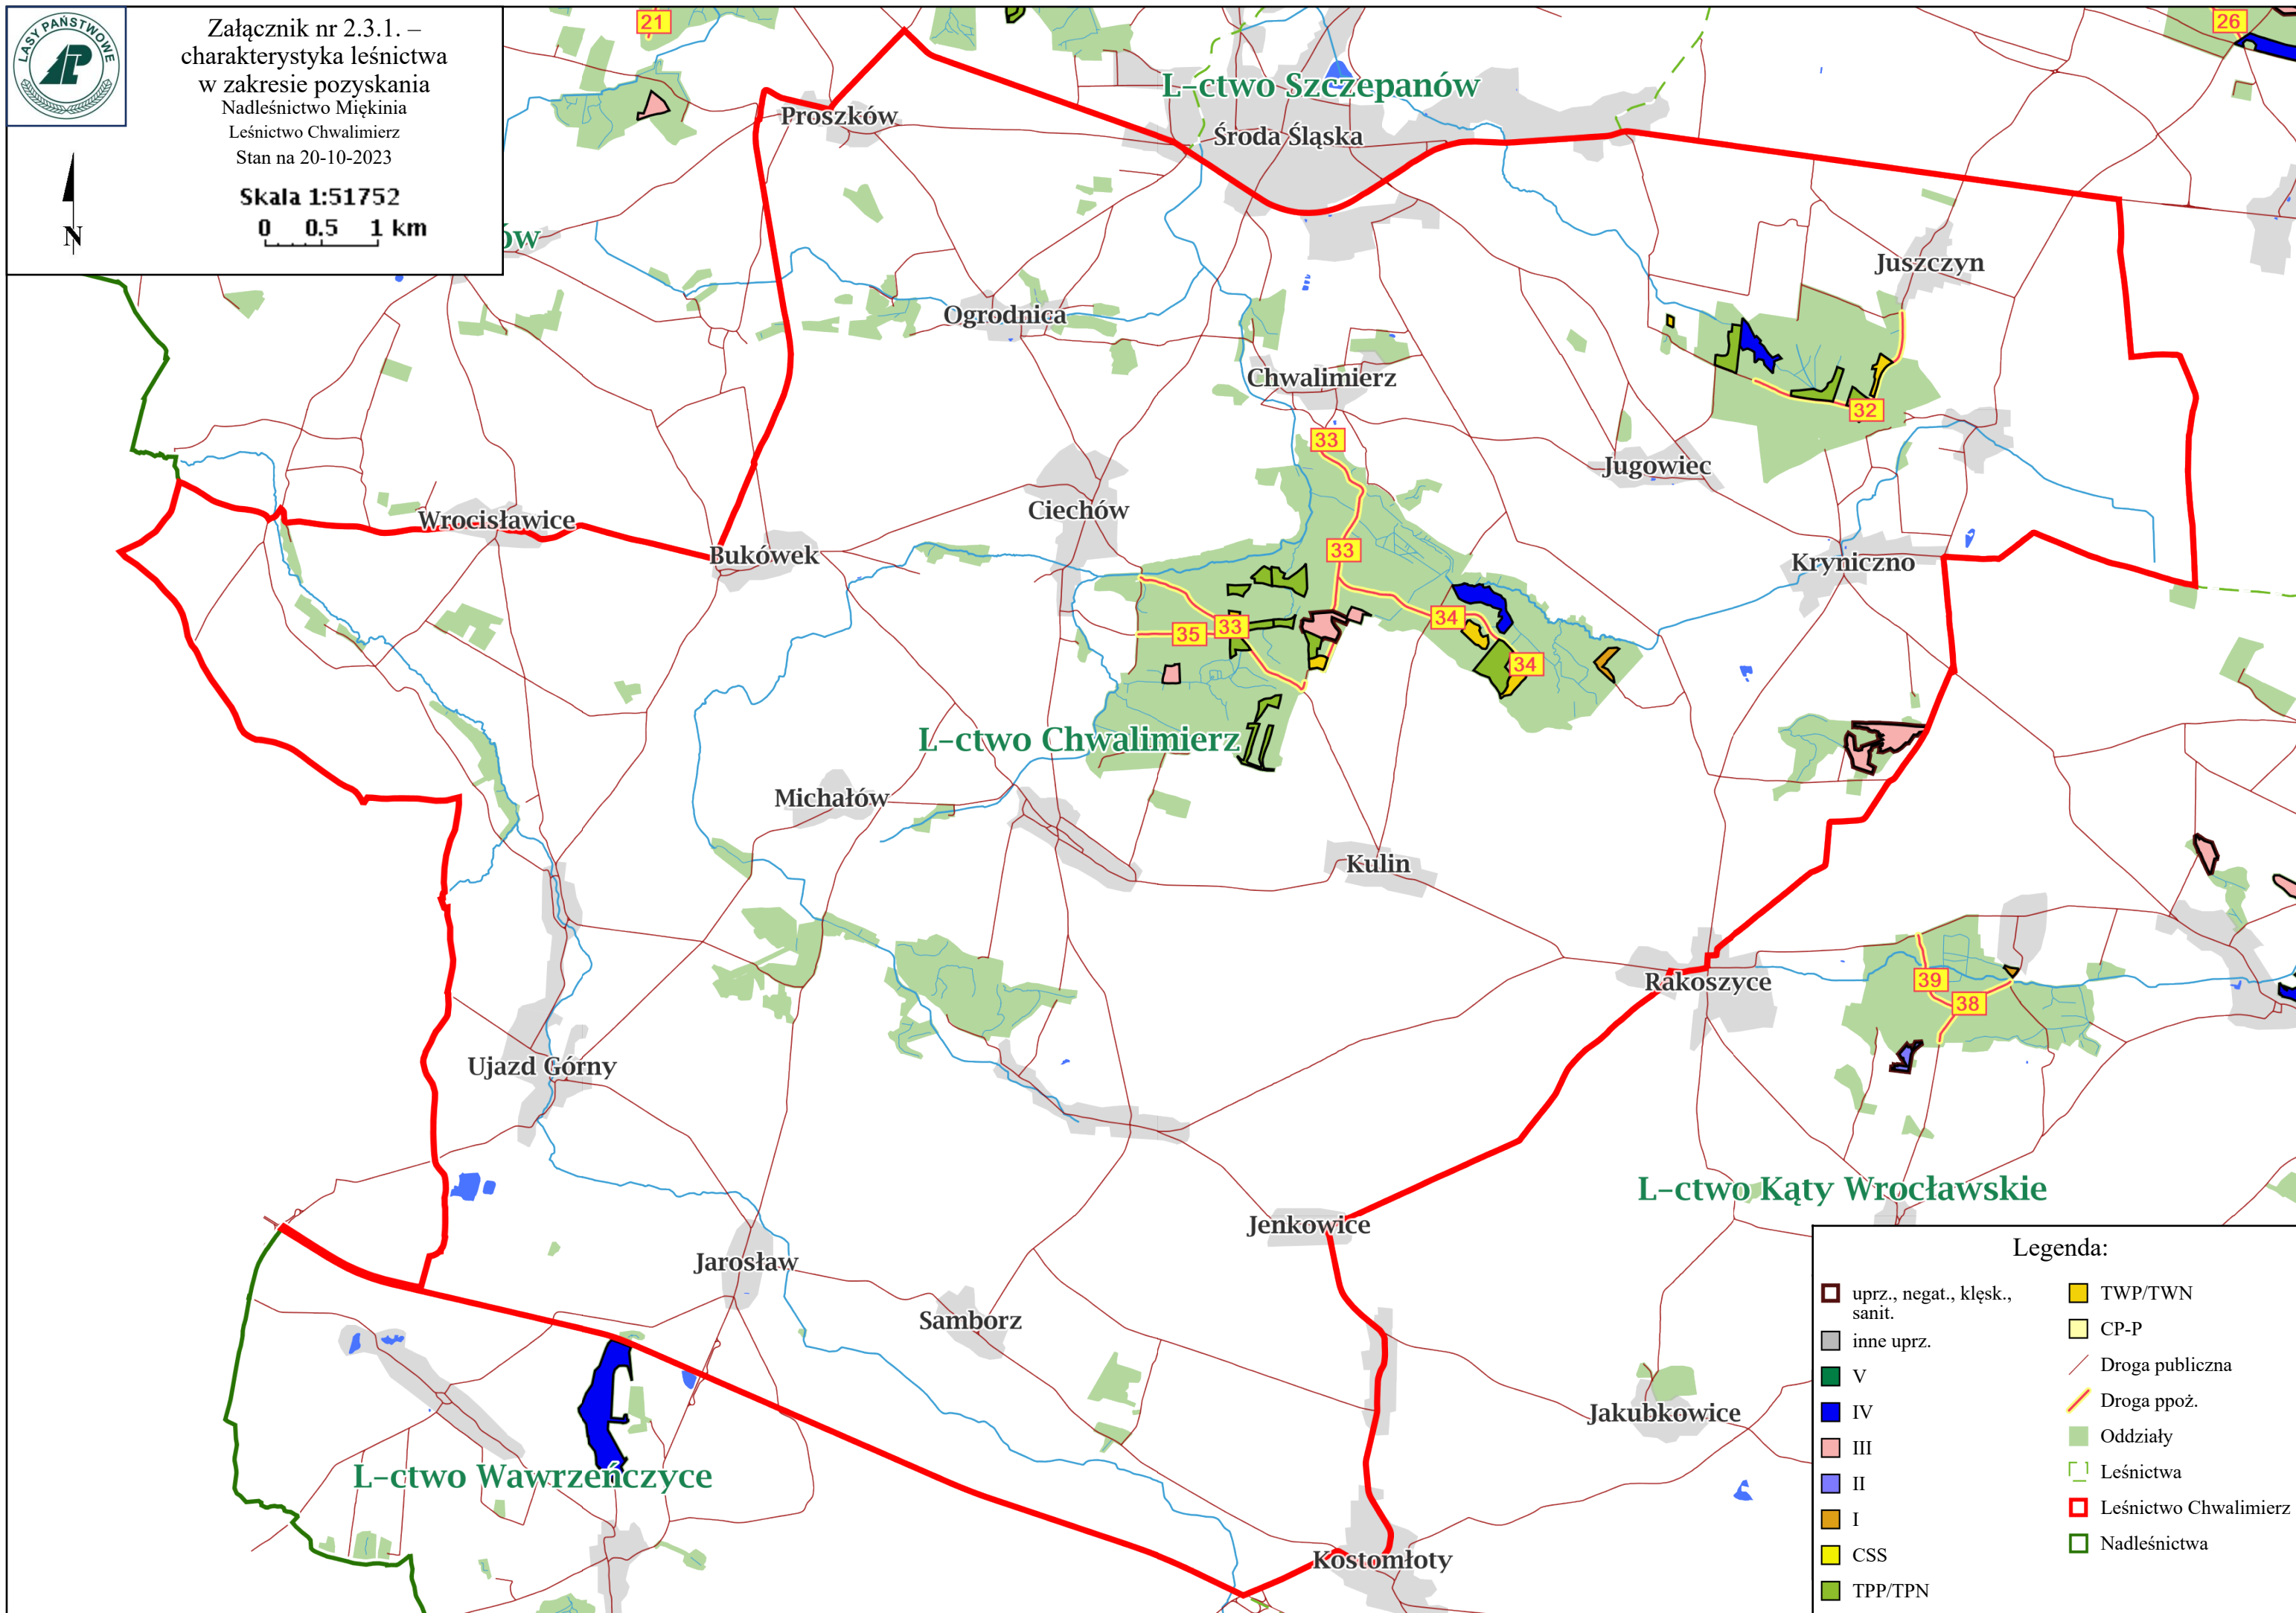 LASY PAŃSTWOWE
Załącznik nr 2.3.1. –
charakterystyka leśnictwa
w zakresie pozyskania
Nadleśnictwo Miękinia
Leśnictwo Chwalimierz
Stan na 20-10-2023
Skala 1:51752
0 0.5 1 km
N
21
26
L-ctwo Szczepanów
Proszków
Środa Śląska
ów
Juszczyn
Ogrodnica
Chwalimierz
32
33
Jugowiec
Ciechów
Wrocisławice
33
Bukówek
Kryniczno
34
33
35
34
L-ctwo Chwalimierz
Michałów
Kulin
39
Rakoszyce
38
Ujazd Górny
L-ctwo Kąty Wrocławskie
Jenkowice
Jarosław
Samborz
Jakubkowice
L-ctwo Wawrzeńczyce
Kostomłoty
Legenda:
uprz., negat., klęsk.,
sanit.
inne uprz.
V
IV
III
II
I
CSS
TPP/TPN
TWP/TWN
CP-P
Droga publiczna
Droga ppoż.
Oddziały
Leśnictwa
Leśnictwo Chwalimierz
Nadleśnictwa